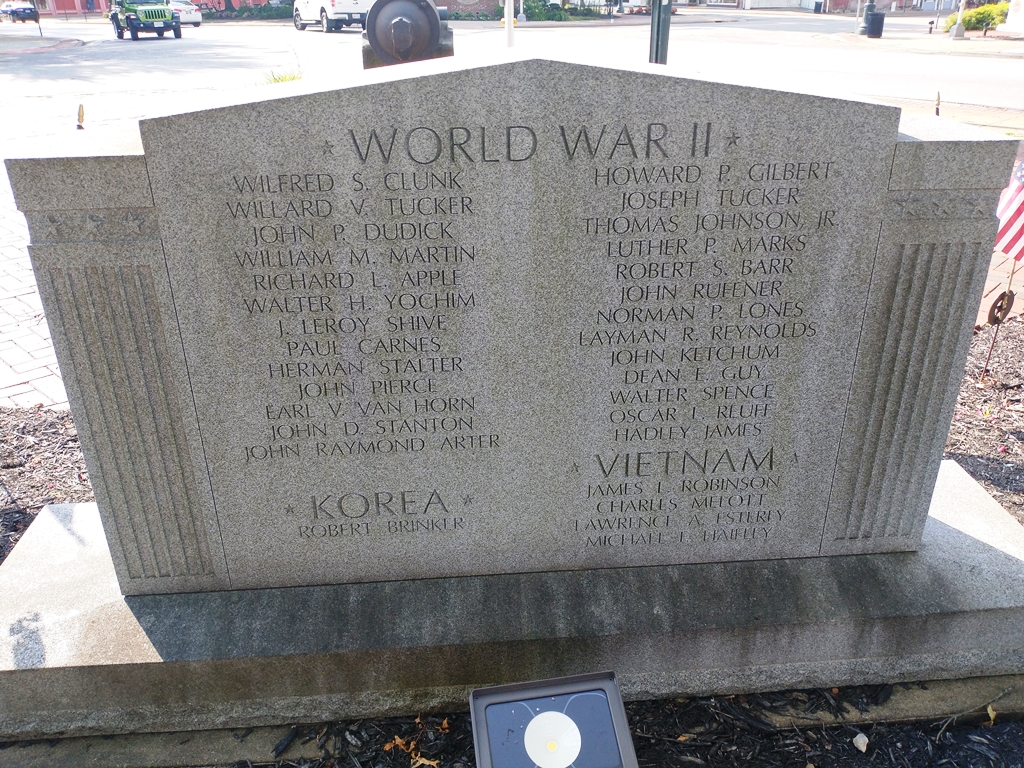 ★ WORLD WAR II ★
WILFRED S. CLUNK
WILLARD V. TUCKER
JOHN P. DUDICK
WILLIAM M. MARTIN
RICHARD L. APPLE
WALTER H. YOCHIM
J. LEROY SHIVE
PAUL CARNES
HERMAN STALTER
JOHN PIERCE
EARL V. VAN HORN
JOHN D. STANTON
JOHN RAYMOND ARTER
★ KOREA ★
ROBERT BRINKER
HOWARD P. GILBERT
JOSEPH TUCKER
THOMAS JOHNSON, JR.
LUTHER P. MARKS
ROBERT S. BARR
JOHN RUFENER
NORMAN P. LONES
LAYMAN R. REYNOLDS
JOHN KETCHUM
DEAN E. GUY
WALTER SPENCE
OSCAR L. RLUFF
HADLEY JAMES
★ VIETNAM ★
JAMES L. ROBINSON
CHARLES MELOTT
LAWRENCE A. ESTERLY
MICHAEL L.